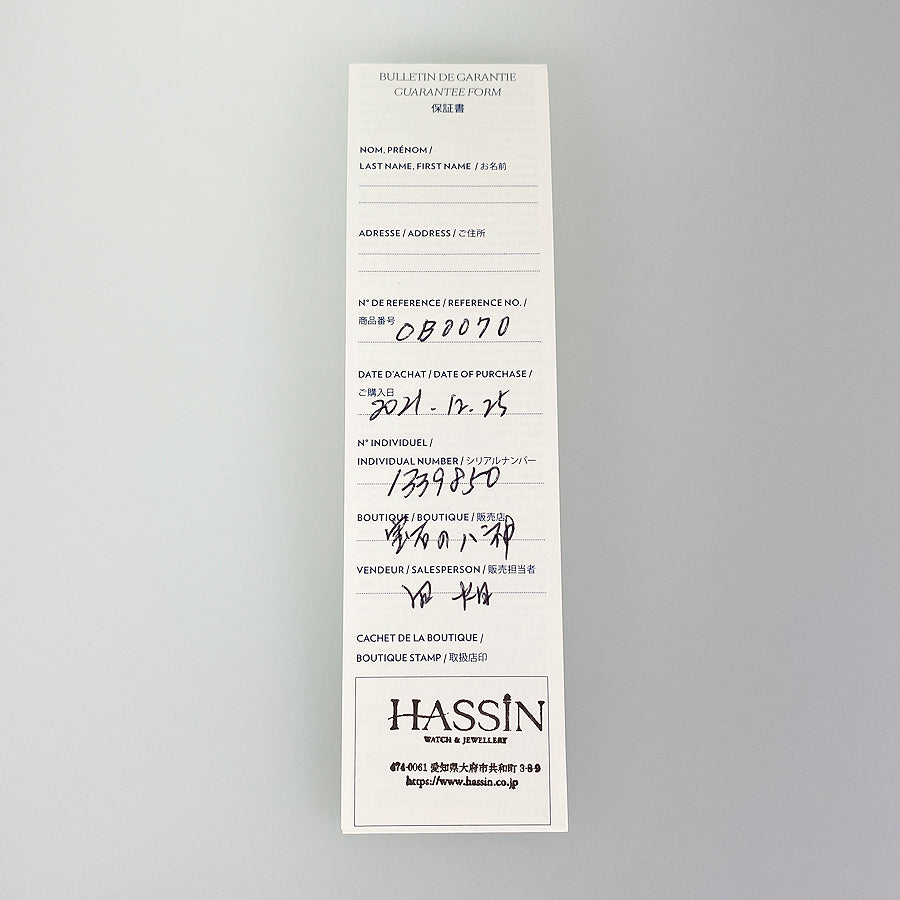 BULLETIN DE GARANTIE
GUARANTEE FORM
保証書
NOM, PRÉNOM /
LAST NAME, FIRST NAME / お名前
ADRESSE / ADDRESS / ご住所
N° DE REFERENCE / REFERENCE NO. /
商品番号 OB0070
DATE D'ACHAT / DATE OF PURCHASE /
ご購入日
2021-12.25
N° INDIVIDUEL /
INDIVIDUAL NUMBER / シリアルナンバー
1339850
BOUTIQUE / BOUTIQUE / 販売店
宝石の八神
VENDEUR / SALESPERSON / 販売担当者
CACHET DE LA BOUTIQUE /
BOUTIQUE STAMP / 取扱店印
HASSIN
WATCH & JEWELLERY
474-0061 愛知県大府市共和町 3-8-9
https://www.hassin.co.jp